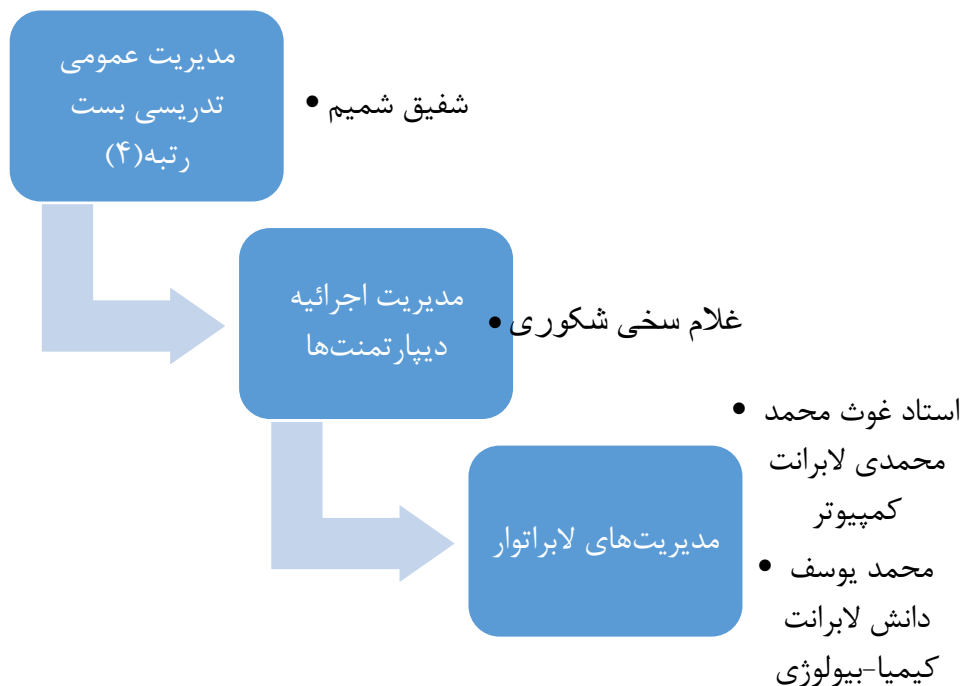 مدیریت عمومی
تدریسی بست
رتبه(۴)
• شفیق شمیم
مدیریت اجرائیه
دیپارتمنت‌ها
• غلام سخی شکوری
مدیریت‌های لابراتوار
• استاد غوث محمد
محمدی لابرانت
کمپیوتر
• محمد یوسف
دانش لابرانت
کیمیا-بیولوژی